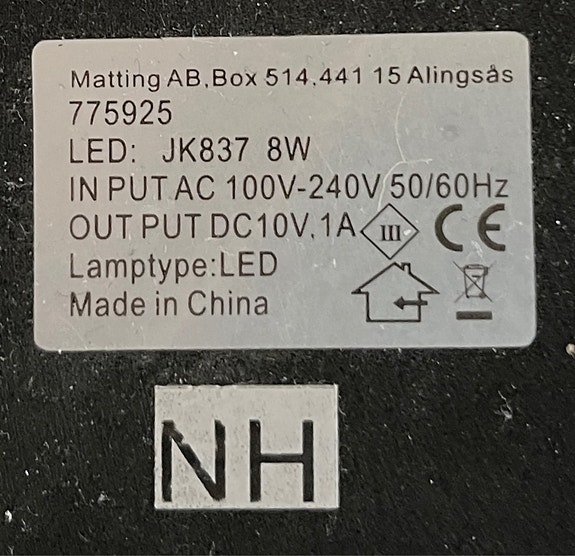 Matting AB, Box 514, 441 15 Alingsås
775925
LED: JK837 8W
IN PUT AC 100V-240V 50/60Hz
OUT PUT DC10V, 1A III CE
Lamptype:LED
Made in China
NH